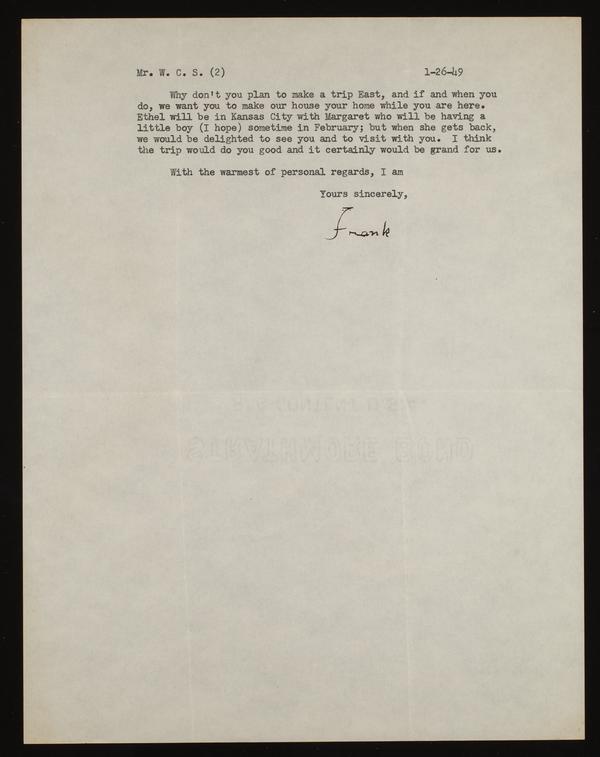 Mr. W. C. S. (2) 1-26-49
Why don't you plan to make a trip East, and if and when you
do, we want you to make our house your home while you are here.
Ethel will be in Kansas City with Margaret who will be having a
little boy (I hope) sometime in February; but when she gets back,
we would be delighted to see you and to visit with you. I think
the trip would do you good and it certainly would be grand for us.
With the warmest of personal regards, I am
Yours sincerely,
Frank
STRATHMORE BOND